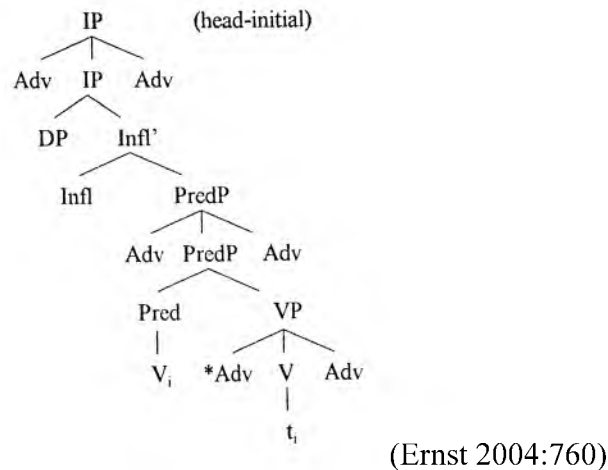 IP (head-initial)
Adv IP Adv
DP Infl’
Infl PredP
Adv PredP Adv
Pred VP
Vi *Adv V Adv
ti
(Ernst 2004:760)